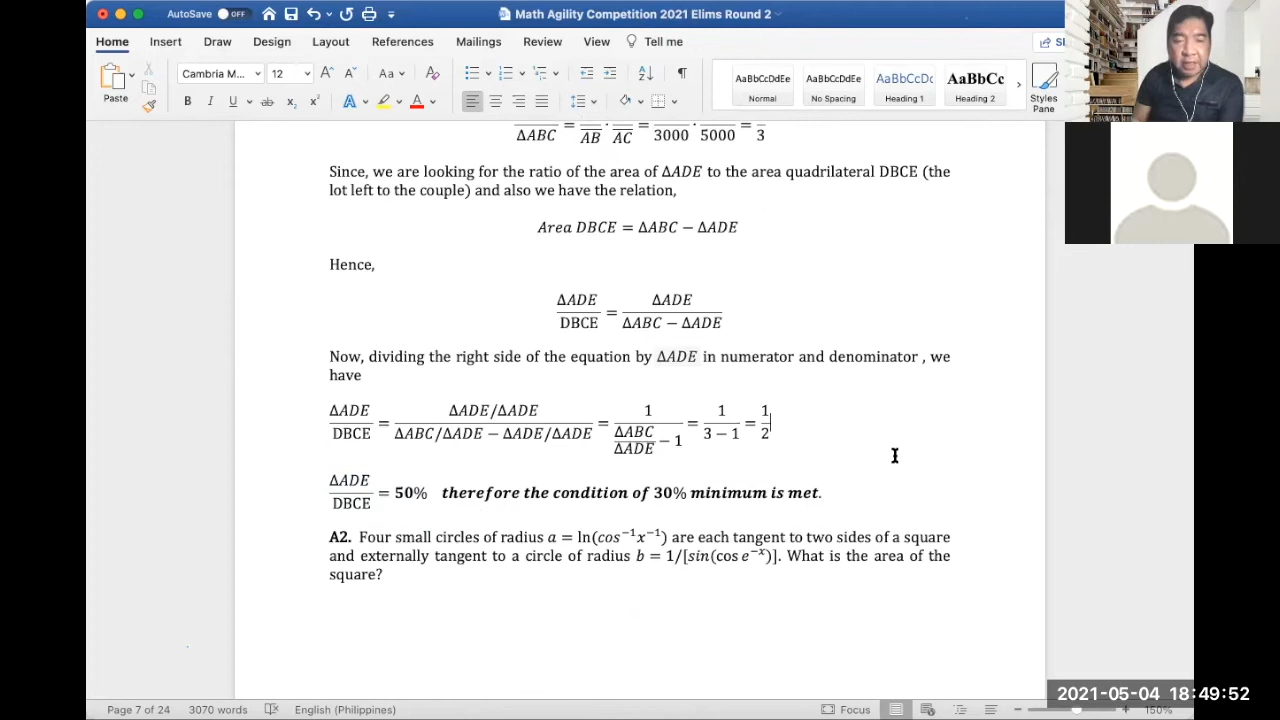 AutoSave OFF
Math Agility Competition 2021 Elims Round 2
Home Insert Draw Design Layout References Mailings Review View Tell me
Paste
Cambria M... 12
AaBbCcDdEe AaBbCcDdEe AaBbCcDc AaBbCc
Normal No Spacing Heading 1 Heading 2
Styles Pane
ΔABC = AB · AC = 3000 · 5000 = 3
Since, we are looking for the ratio of the area of ΔADE to the area quadrilateral DBCE (the
lot left to the couple) and also we have the relation,
Area DBCE = ΔABC − ΔADE
Hence,
ΔADE/DBCE = ΔADE/(ΔABC − ΔADE)
Now, dividing the right side of the equation by ΔADE in numerator and denominator , we
have
ΔADE/DBCE = (ΔADE/ΔADE)/(ΔABC/ΔADE − ΔADE/ΔADE) = 1/(ΔABC/ΔADE − 1) = 1/(3 − 1) = 1/2
ΔADE/DBCE = 50% therefore the condition of 30% minimum is met.
A2. Four small circles of radius a = ln(cos⁻¹x⁻¹) are each tangent to two sides of a square
and externally tangent to a circle of radius b = 1/[sin(cos e⁻ˣ)]. What is the area of the
square?
Page 7 of 24 3070 words English (Philippines) Focus 150%
2021-05-04 18:49:52